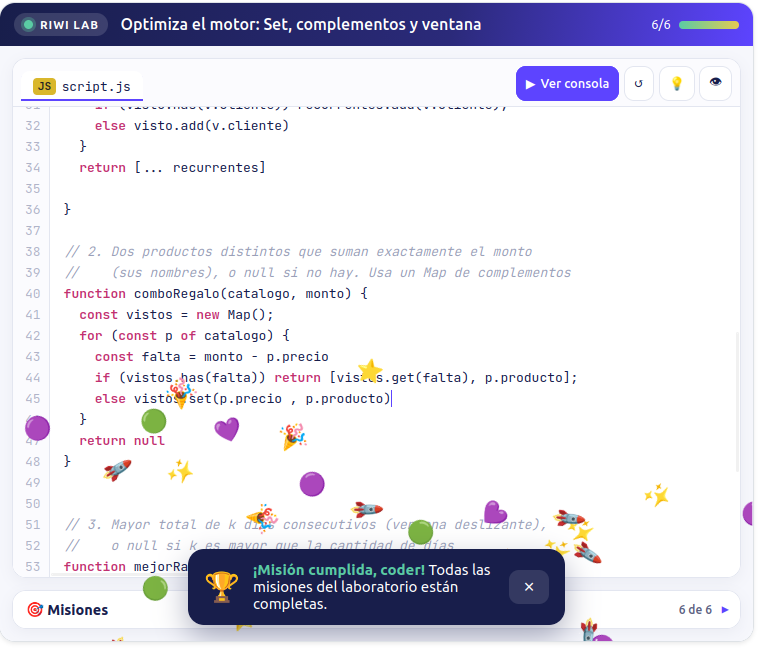 RIWI LAB Optimiza el motor: Set, complementos y ventana 6/6
JS script.js ▶ Ver consola
32 else visto.add(v.cliente)
33 }
34 return [... recurrentes]
35
36 }
37
38 // 2. Dos productos distintos que suman exactamente el monto
39 // (sus nombres), o null si no hay. Usa un Map de complementos
40 function comboRegalo(catalogo, monto) {
41 const vistos = new Map();
42 for (const p of catalogo) {
43 const falta = monto - p.precio
44 if (vistos.has(falta)) return [vistos.get(falta), p.producto];
45 else vistos.set(p.precio , p.producto)
}
47 return null
48 }
49
50
51 // 3. Mayor total de k días consecutivos (ventana deslizante),
52 // o null si k es mayor que la cantidad de días
53 function
¡Misión cumplida, coder! Todas las
misiones del laboratorio están
completas.
×
Misiones 6 de 6 ▶